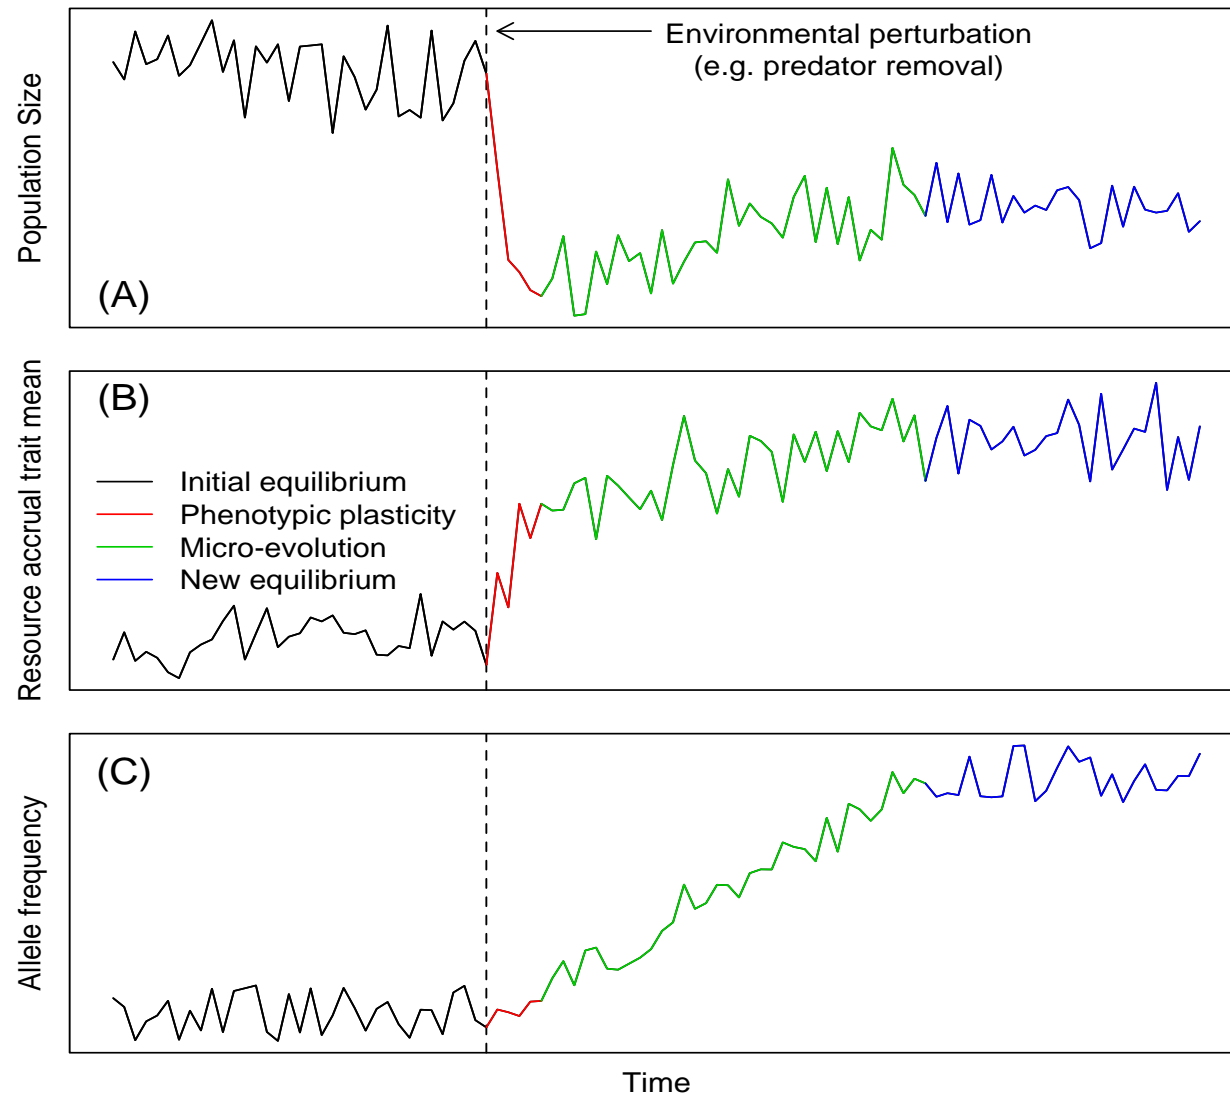 Environmental perturbation
(e.g. predator removal)
Population Size
(A)
Resource accrual trait mean
(B)
Initial equilibrium
Phenotypic plasticity
Micro-evolution
New equilibrium
Allele frequency
(C)
Time